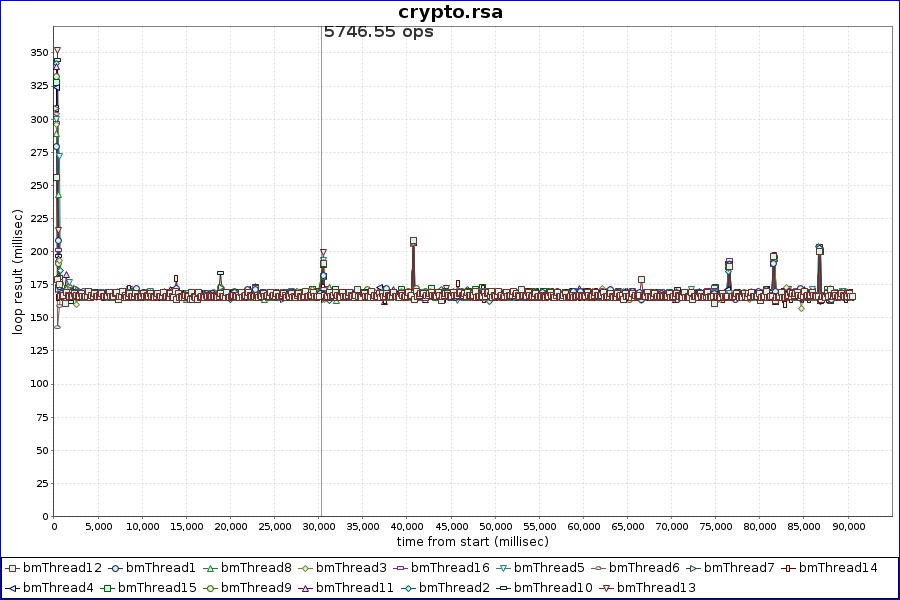 crypto.rsa
5746.55 ops
350
325
300
275
250
225
200
175
150
125
100
75
50
25
0
loop result (millisec)
0 5,000 10,000 15,000 20,000 25,000 30,000 35,000 40,000 45,000 50,000 55,000 60,000 65,000 70,000 75,000 80,000 85,000 90,000
time from start (millisec)
bmThread12 bmThread1 bmThread8 bmThread3 bmThread16 bmThread5 bmThread6 bmThread7 bmThread14
bmThread4 bmThread15 bmThread9 bmThread11 bmThread2 bmThread10 bmThread13